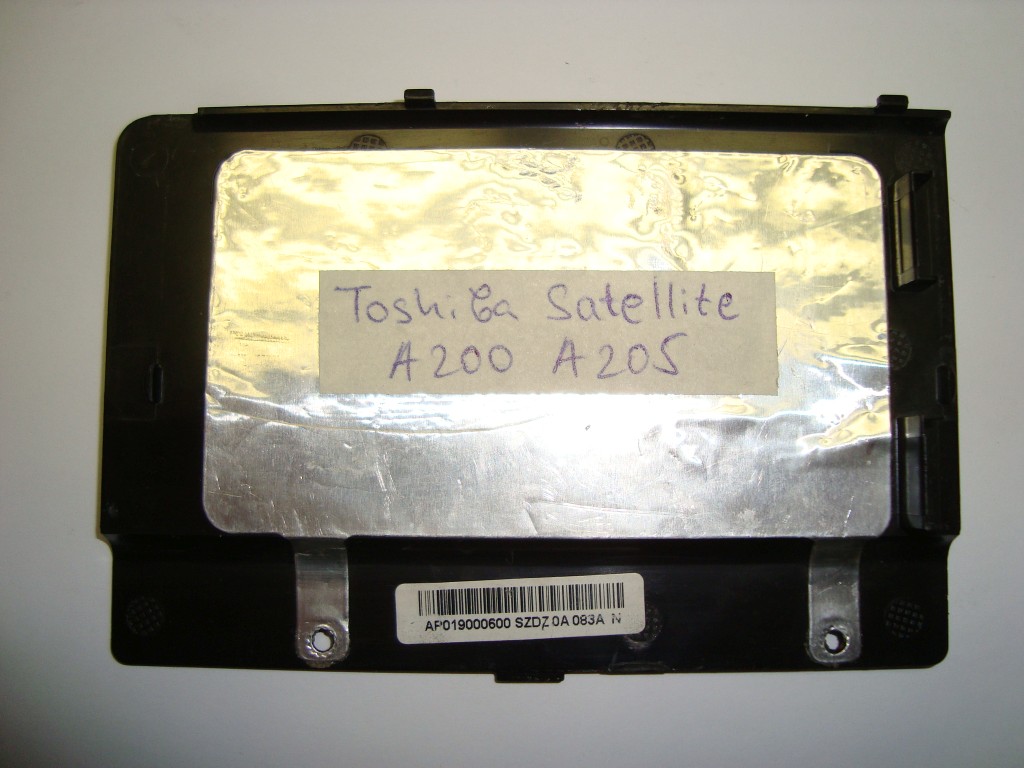 Toshiba Satellite
A200 A205
AP019000600 SZDZ 0A 083A N